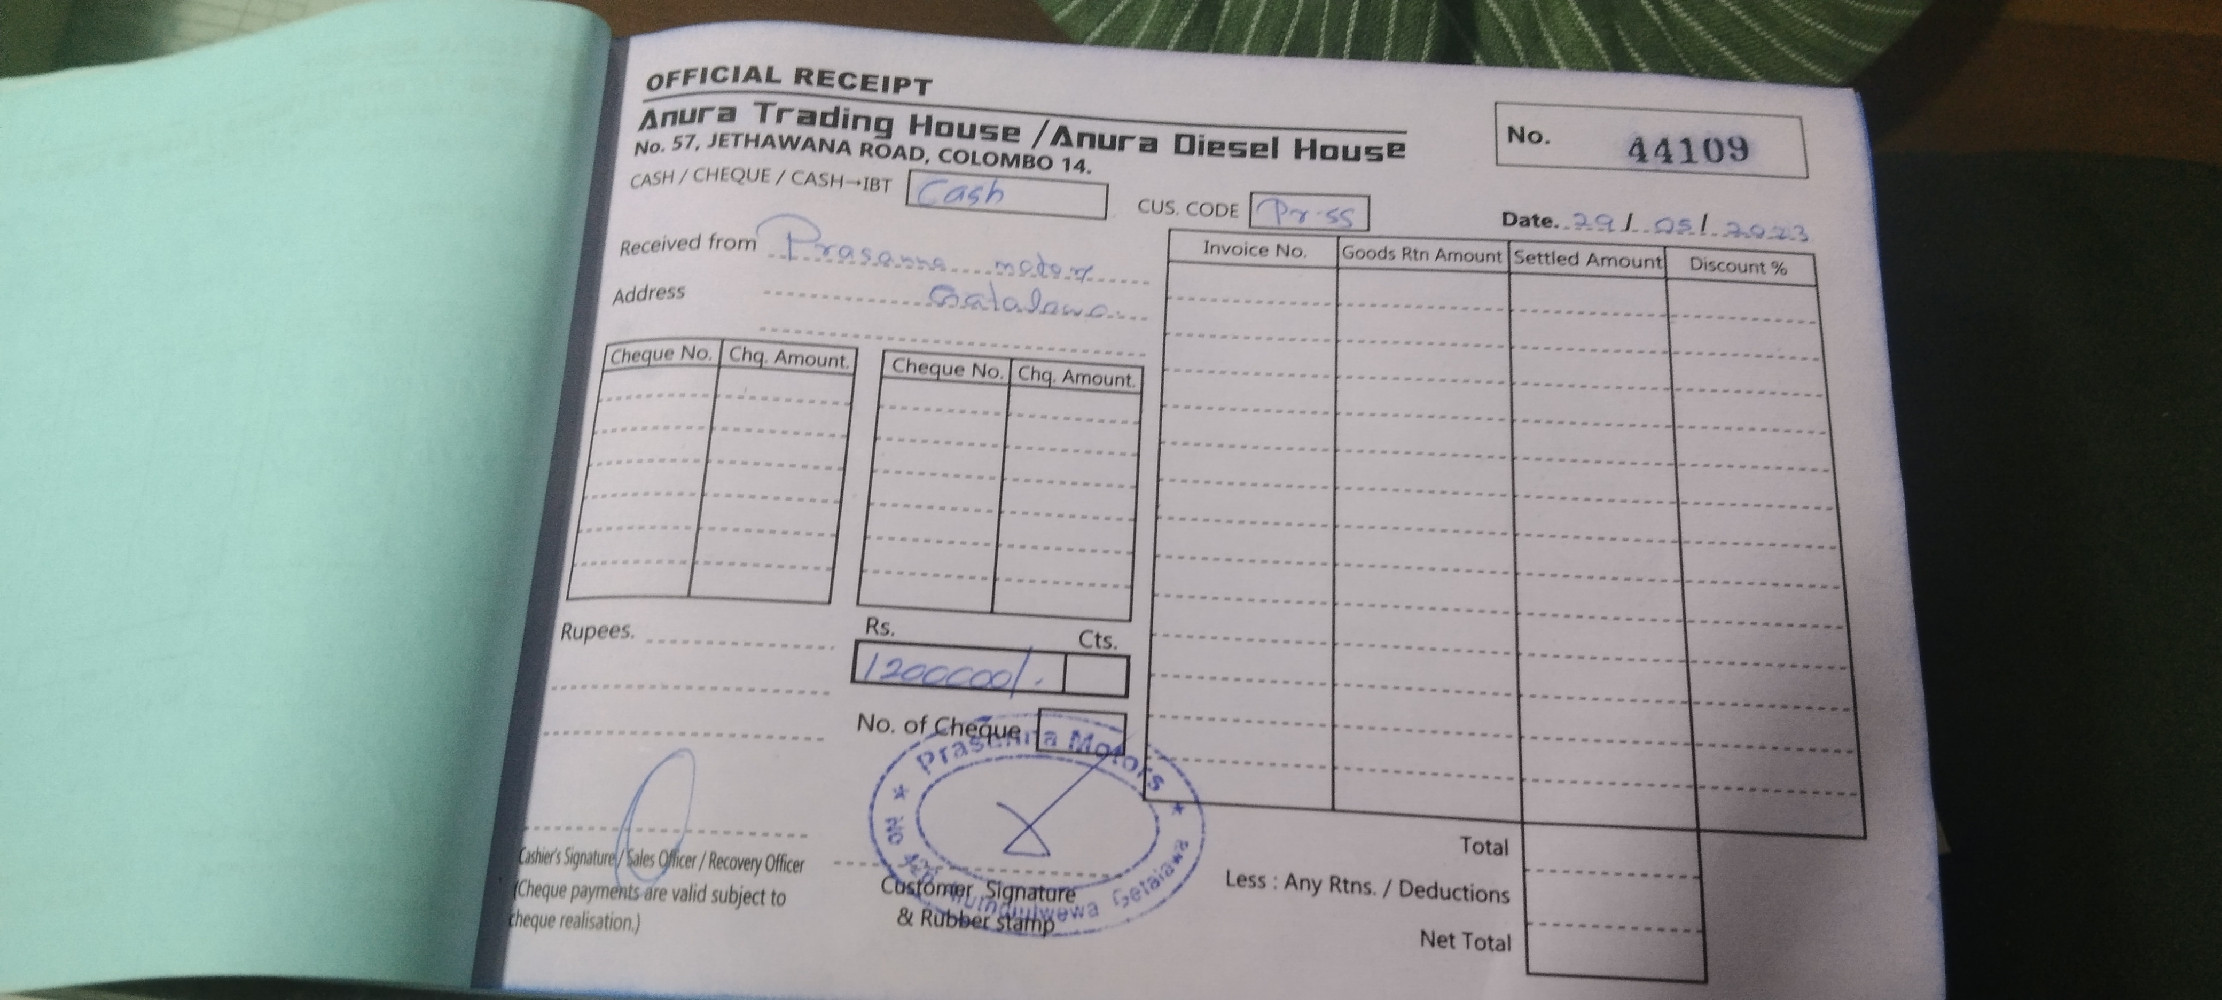 OFFICIAL RECEIPT
Anura Trading House / Anura Diesel House
No. 57, JETHAWANA ROAD, COLOMBO 14.
No. 44109
CASH / CHEQUE / CASH→IBT Cash
CUS. CODE Pr-SS
Date. 29/05/2023
Received from Prasanna motor
Address
Invoice No. Goods Rtn Amount Settled Amount Discount %
Cheque No. Chq. Amount. Cheque No. Chq. Amount.
Rupees.
Rs. Cts.
1200000/-
No. of Cheque
Prasanna Motors
Getalawa
Cashier's Signature / Sales Officer / Recovery Officer
(Cheque payments are valid subject to
cheque realisation.)
Customer Signature
& Rubber stamp
Total
Less : Any Rtns. / Deductions
Net Total